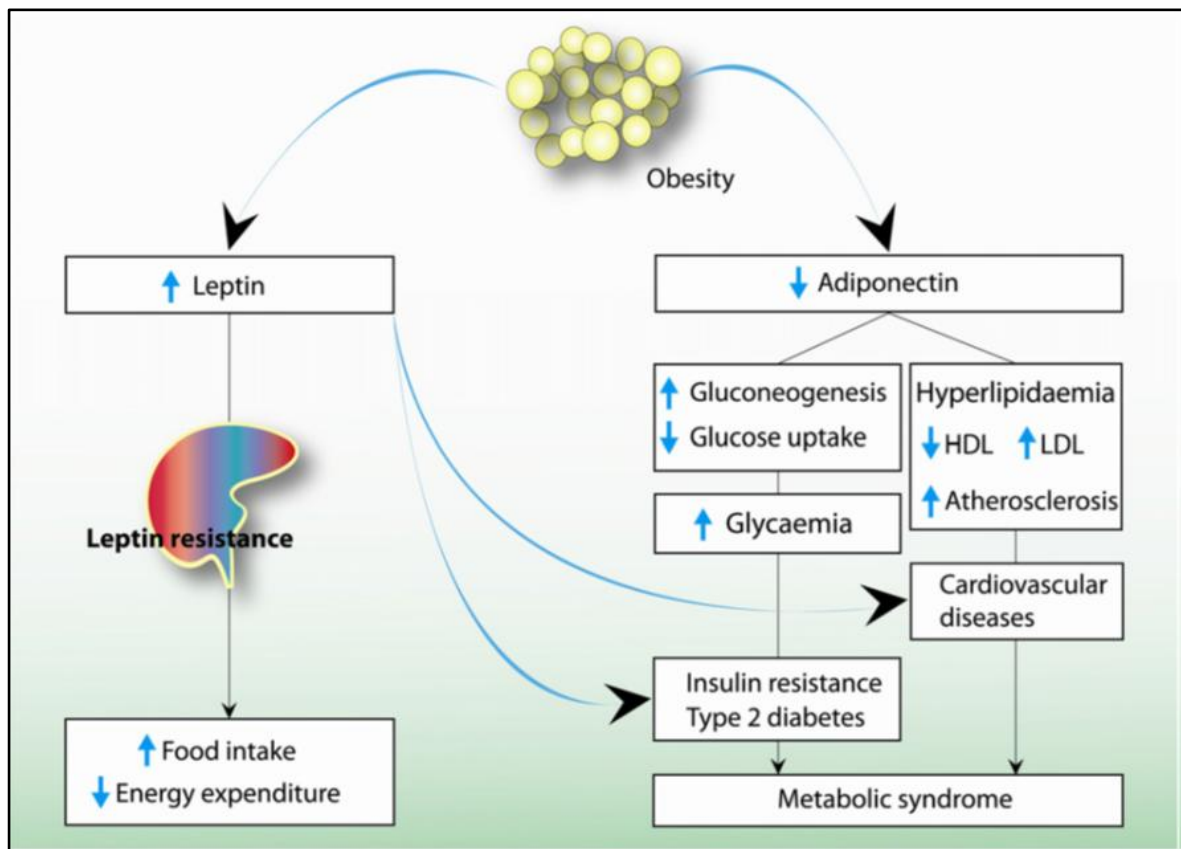 Obesity
Leptin
Adiponectin
Gluconeogenesis
Glucose uptake
Hyperlipidaemia
HDL LDL
Atherosclerosis
Glycaemia
Leptin resistance
Cardiovascular
diseases
Insulin resistance
Type 2 diabetes
Food intake
Energy expenditure
Metabolic syndrome